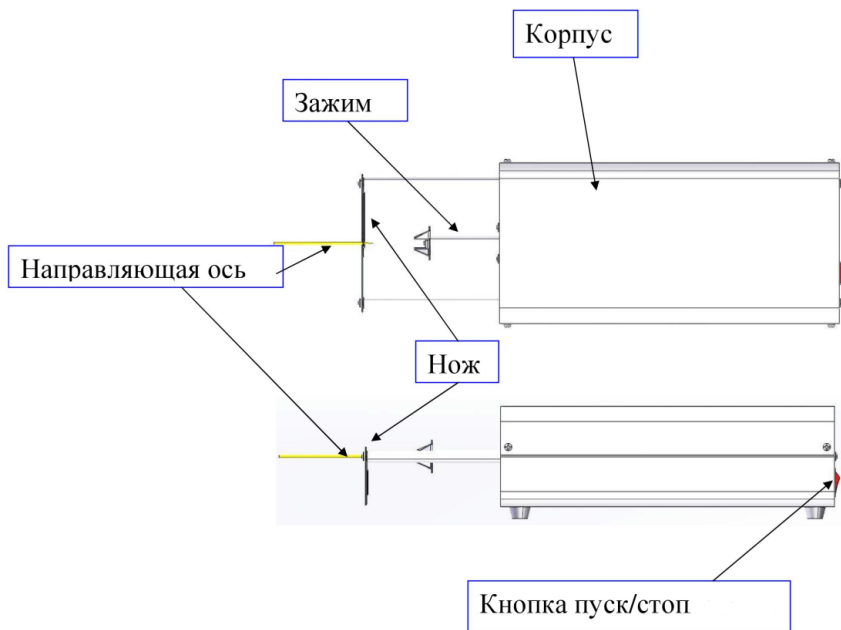 Корпус
Зажим
Направляющая ось
Нож
Кнопка пуск/стоп